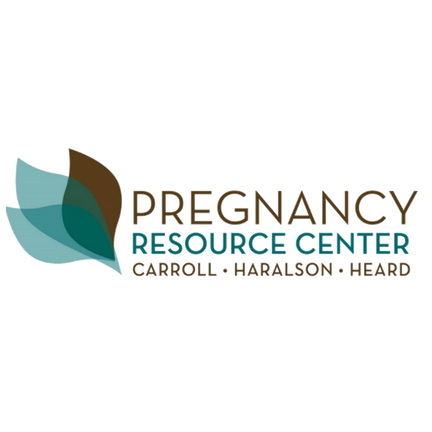 PREGNANCY
RESOURCE CENTER
CARROLL • HARALSON • HEARD